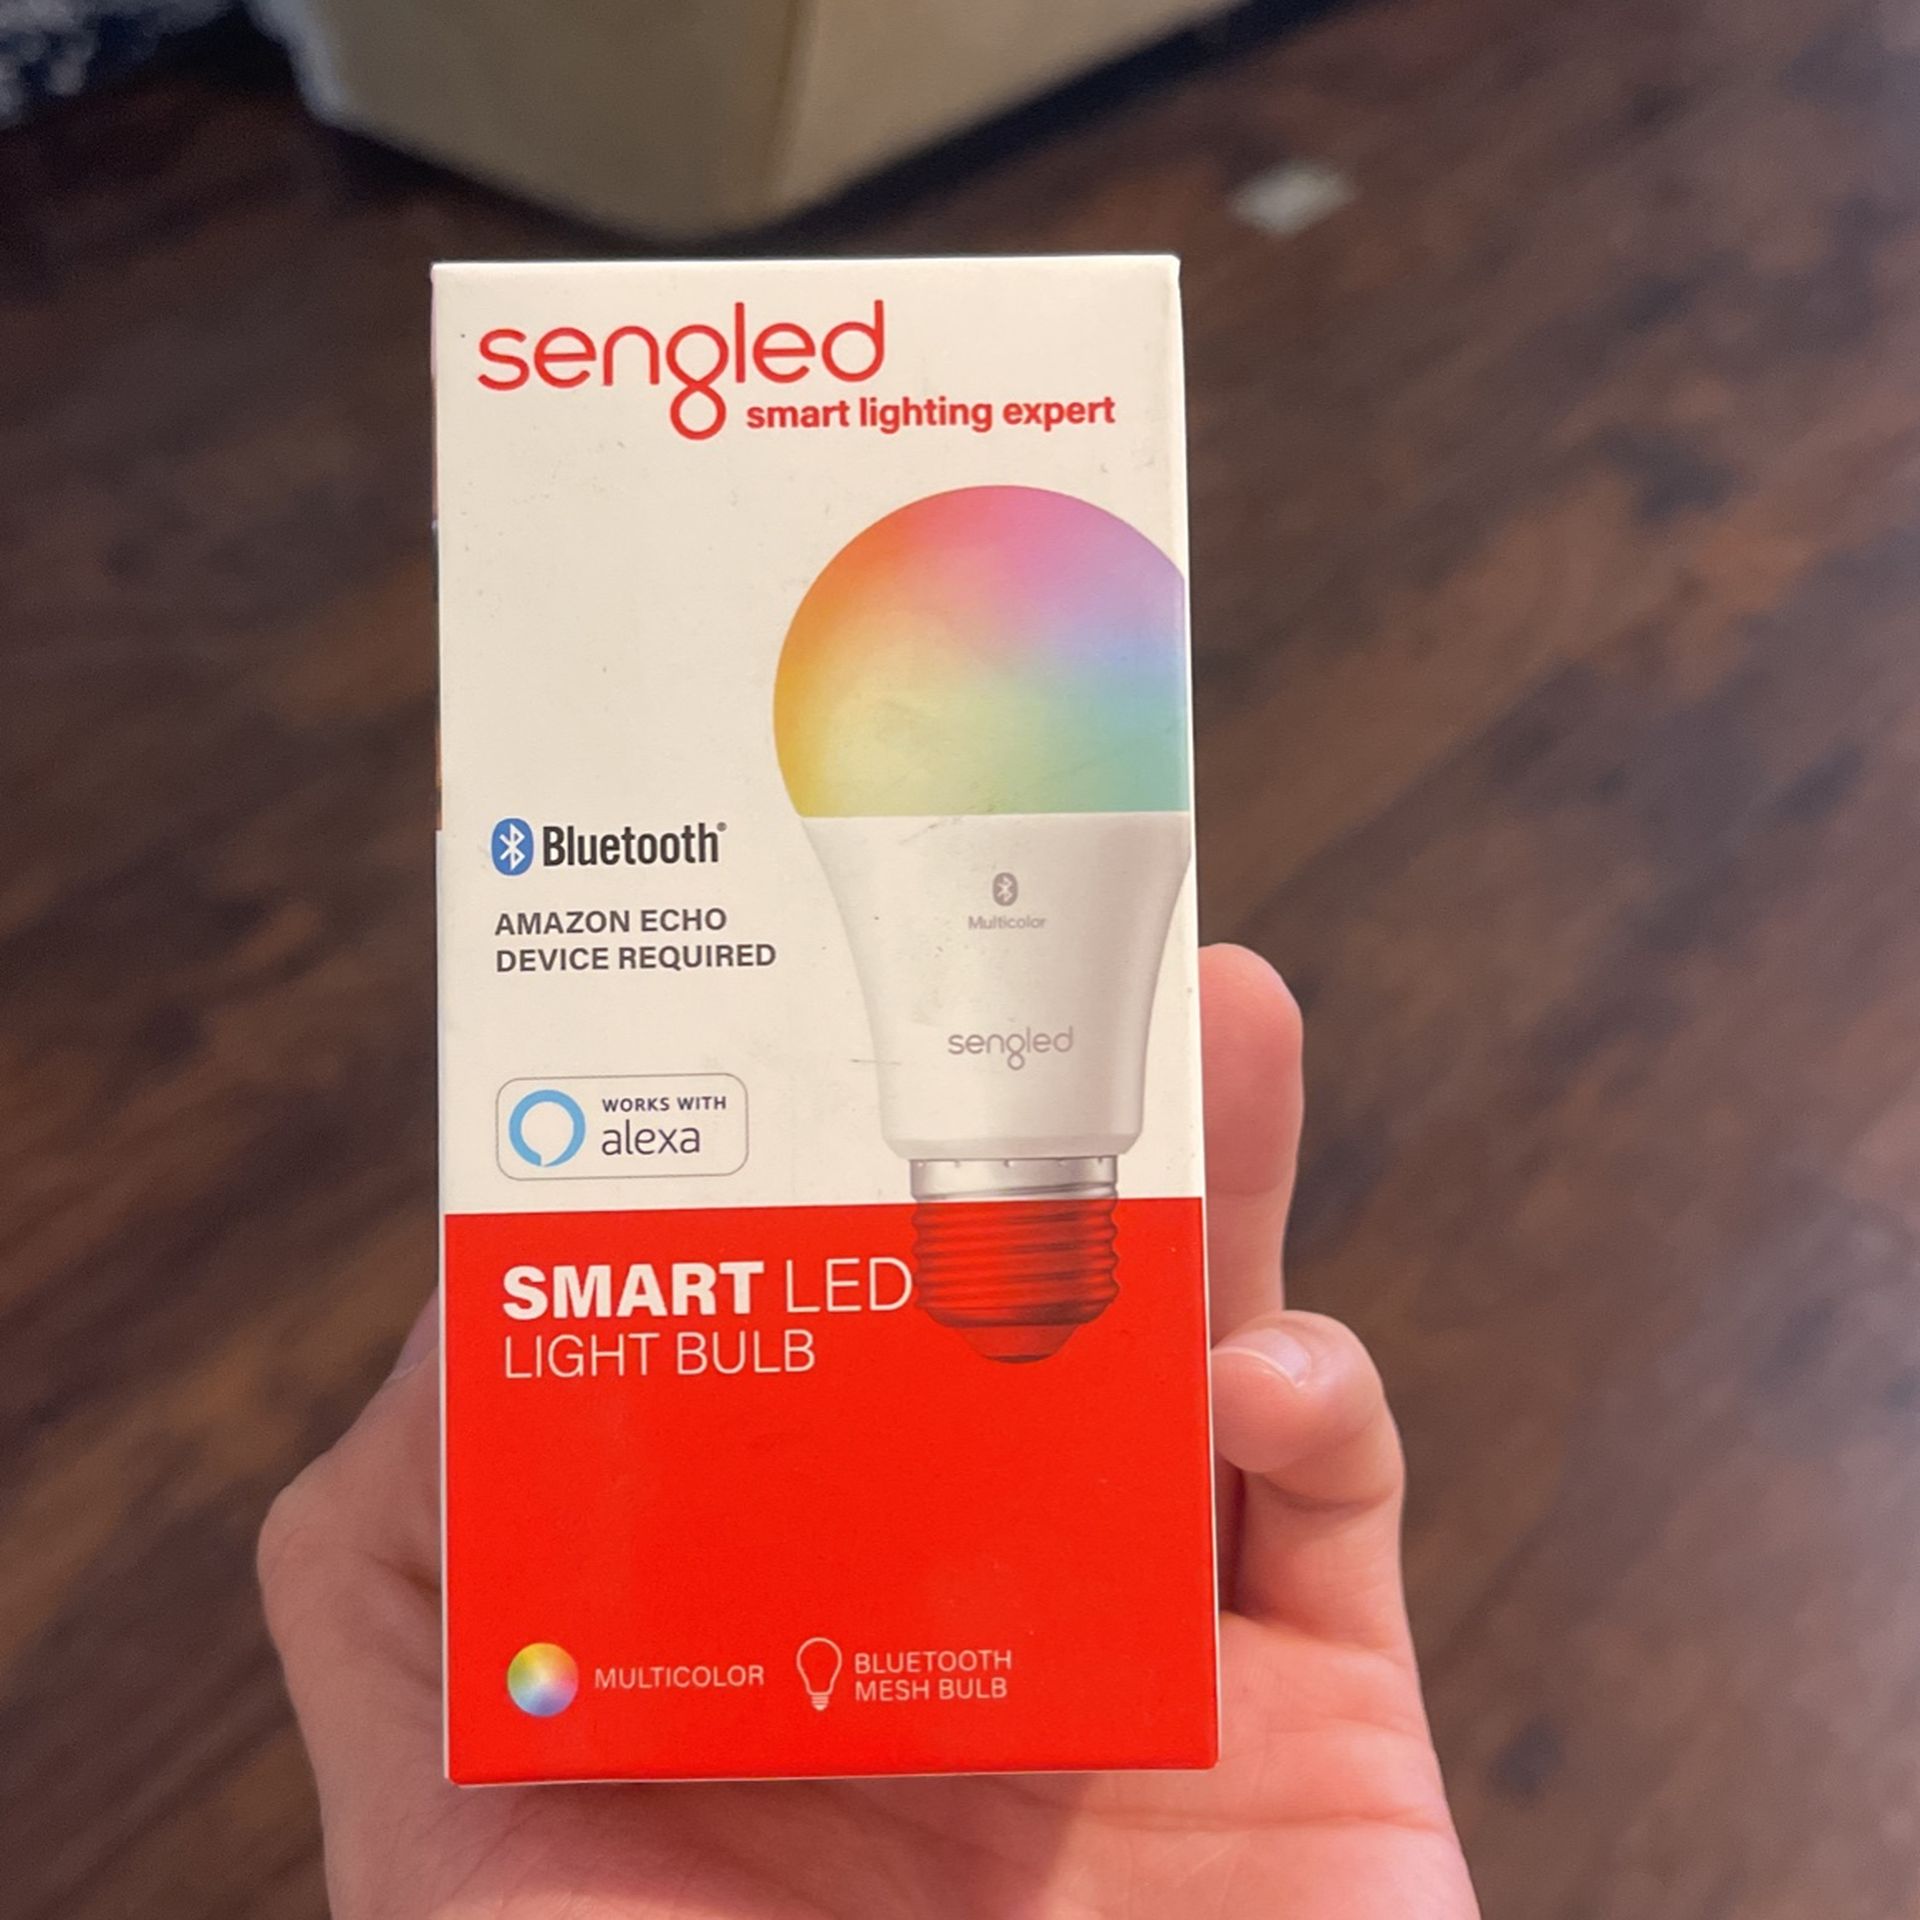 sengled
smart lighting expert
Bluetooth®
AMAZON ECHO
DEVICE REQUIRED
Multicolor
sengled
WORKS WITH
alexa
SMART LED
LIGHT BULB
MULTICOLOR
BLUETOOTH
MESH BULB